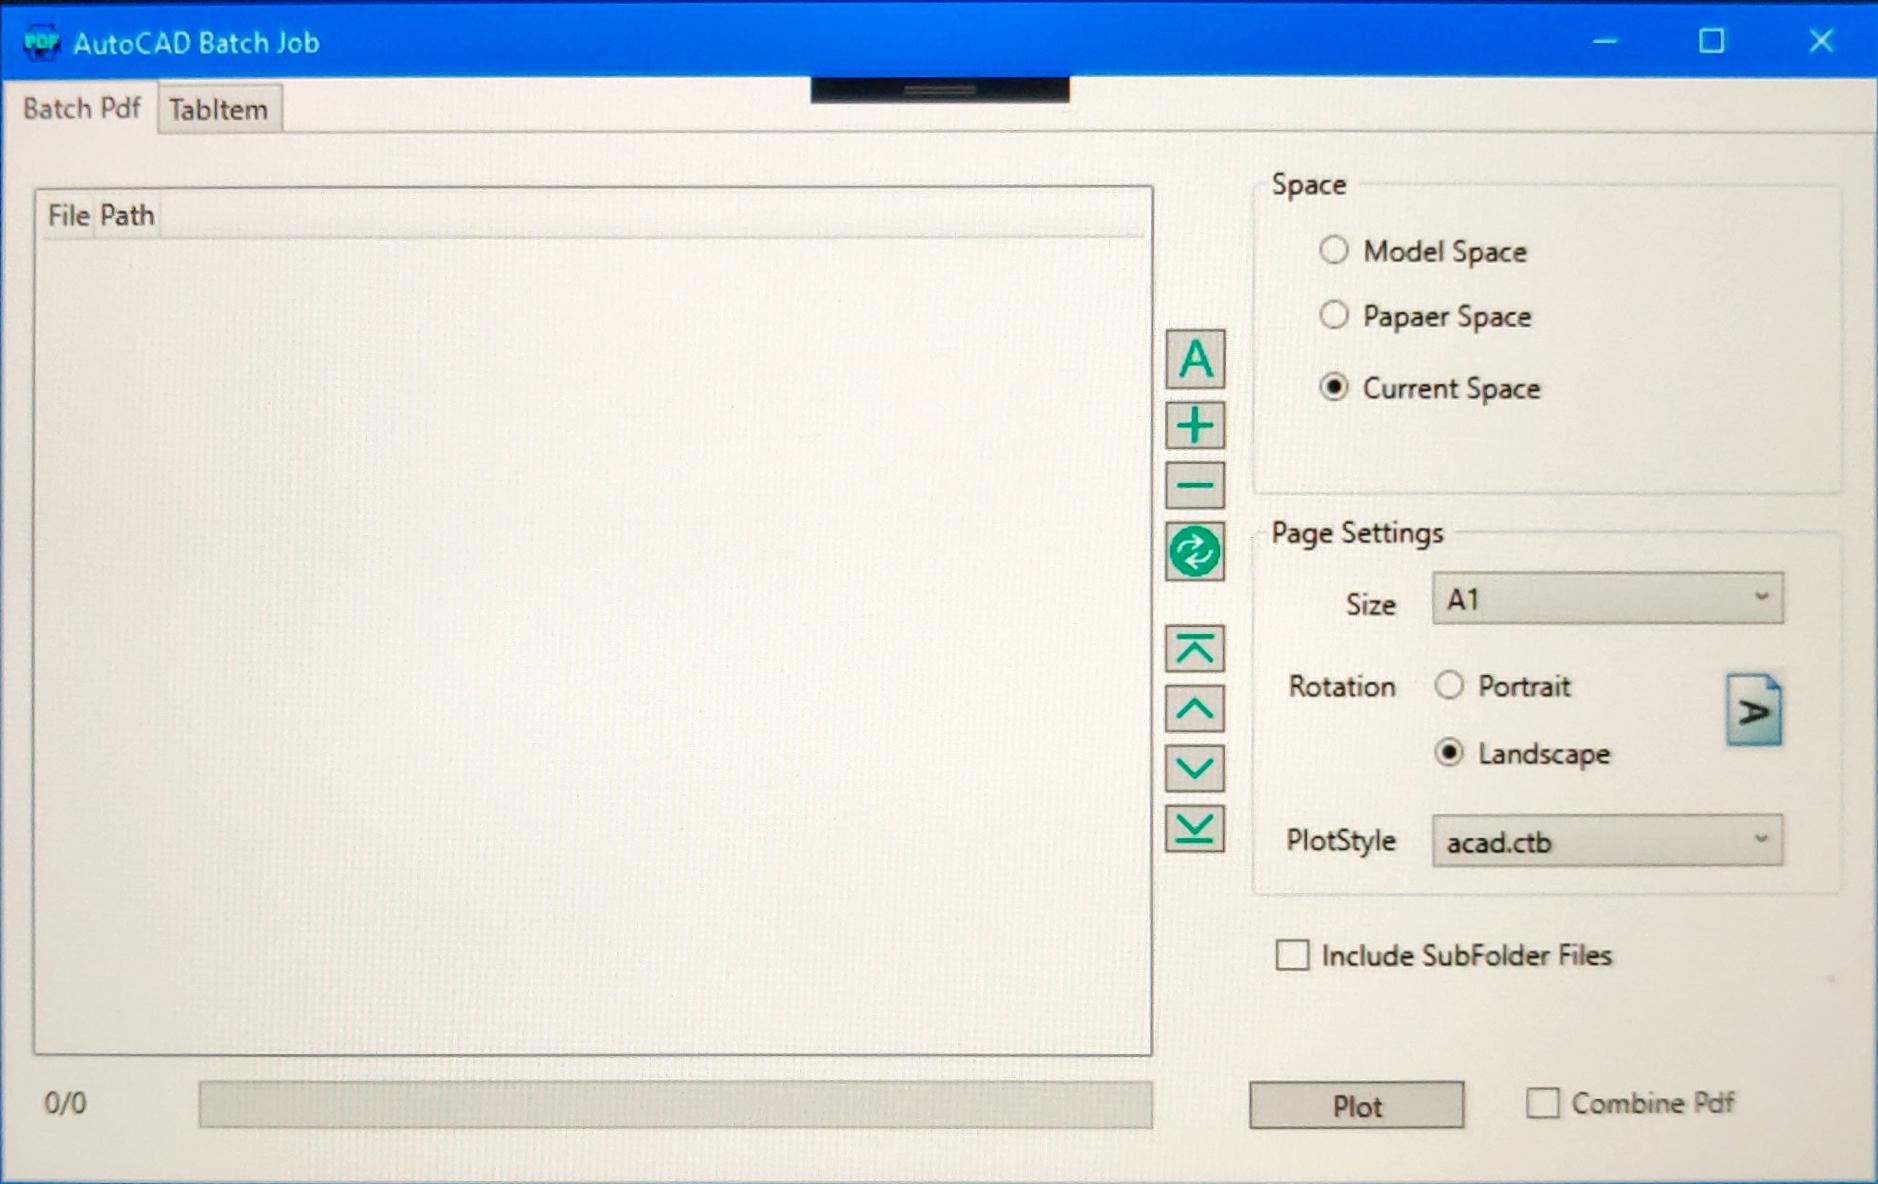 PDF
AutoCAD Batch Job
Batch Pdf
TabItem
File Path
A
Space
Model Space
Papaer Space
Current Space
Page Settings
Size
A1
Rotation
Portrait
A
Landscape
PlotStyle
acad.ctb
Include SubFolder Files
0/0
Plot
Combine Pdf